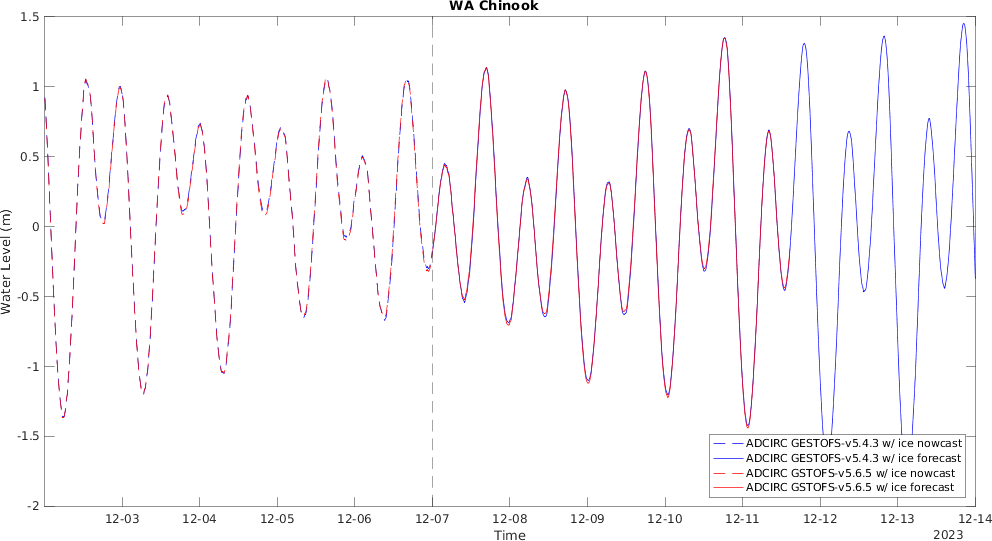 WA Chinook
1.5
1
0.5
0
-0.5
-1
-1.5
-2
Water Level (m)
12-03 12-04 12-05 12-06 12-07 12-08 12-09 12-10 12-11 12-12 12-13 12-14
Time
2023
ADCIRC GESTOFS-v5.4.3 w/ ice nowcast
ADCIRC GESTOFS-v5.4.3 w/ ice forecast
ADCIRC GSTOFS-v5.6.5 w/ ice nowcast
ADCIRC GSTOFS-v5.6.5 w/ ice forecast